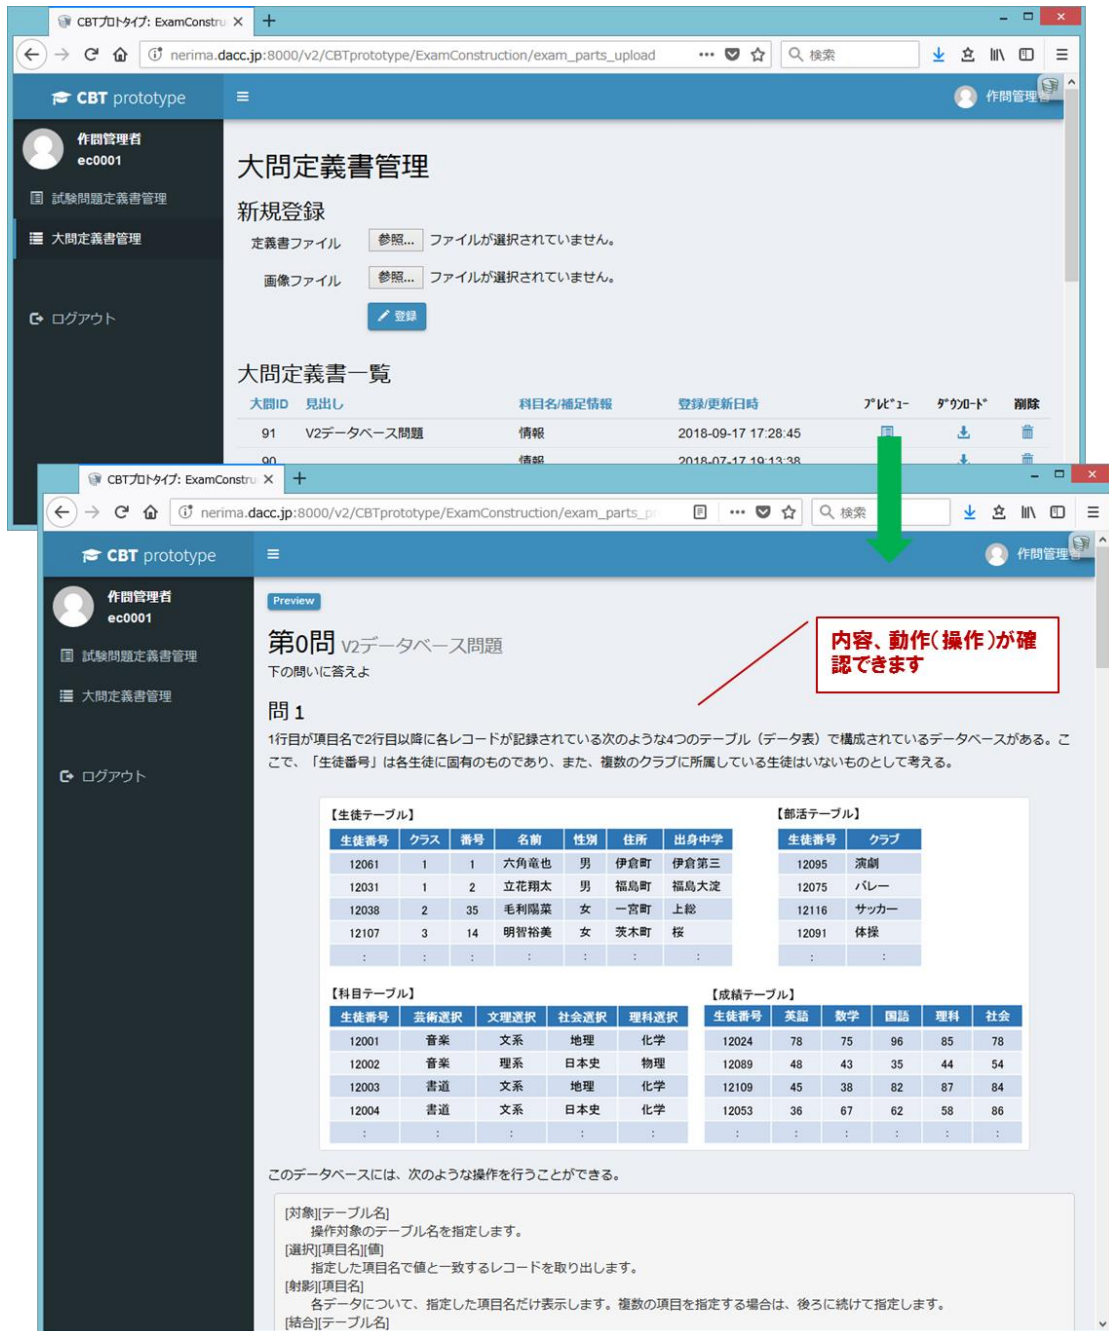 CBTプロトタイプ: ExamConstru
nerima.dacc.jp:8000/v2/CBTprototype/ExamConstruction/exam_parts_upload
検索
CBT prototype
作問管理者
作問管理者
ec0001
試験問題定義書管理
大問定義書管理
ログアウト
大問定義書管理
新規登録
定義書ファイル 参照... ファイルが選択されていません。
画像ファイル 参照... ファイルが選択されていません。
登録
大問定義書一覧
大問ID 見出し 科目名/補足情報 登録/更新日時 プレビュー ダウンロード 削除
91 V2データベース問題 情報 2018-09-17 17:28:45
90 情報 2018-07-17 19:13:38
CBTプロトタイプ: ExamConstru
nerima.dacc.jp:8000/v2/CBTprototype/ExamConstruction/exam_parts_pr
検索
CBT prototype
作問管理者
作問管理者
ec0001
試験問題定義書管理
大問定義書管理
ログアウト
Preview
第0問 V2データベース問題
下の問いに答えよ
内容、動作(操作)が確
認できます
問 1
1行目が項目名で2行目以降に各レコードが記録されている次のような4つのテーブル（データ表）で構成されているデータベースがある。こ
こで、「生徒番号」は各生徒に固有のものであり、また、複数のクラブに所属している生徒はいないものとして考える。
【生徒テーブル】
生徒番号 クラス 番号 名前 性別 住所 出身中学
12061 1 1 六角竜也 男 伊倉町 伊倉第三
12031 1 2 立花翔太 男 福島町 福島大淀
12038 2 35 毛利陽菜 女 一宮町 上総
12107 3 14 明智裕美 女 茨木町 桜
: : : : : : :
【部活テーブル】
生徒番号 クラブ
12095 演劇
12075 バレー
12116 サッカー
12091 体操
: :
【科目テーブル】
生徒番号 芸術選択 文理選択 社会選択 理科選択
12001 音楽 文系 地理 化学
12002 音楽 理系 日本史 物理
12003 書道 文系 地理 化学
12004 書道 文系 日本史 化学
: : : : :
【成績テーブル】
生徒番号 英語 数学 国語 理科 社会
12024 78 75 96 85 78
12089 48 43 35 44 54
12109 45 38 82 87 84
12053 36 67 62 58 86
: : : : : :
このデータベースには、次のような操作を行うことができる。
[対象][テーブル名]
操作対象のテーブル名を指定します。
[選択][項目名][値]
指定した項目名で値と一致するレコードを取り出します。
[射影][項目名]
各データについて、指定した項目名だけ表示します。複数の項目を指定する場合は、後ろに続けて指定します。
[結合][テーブル名]